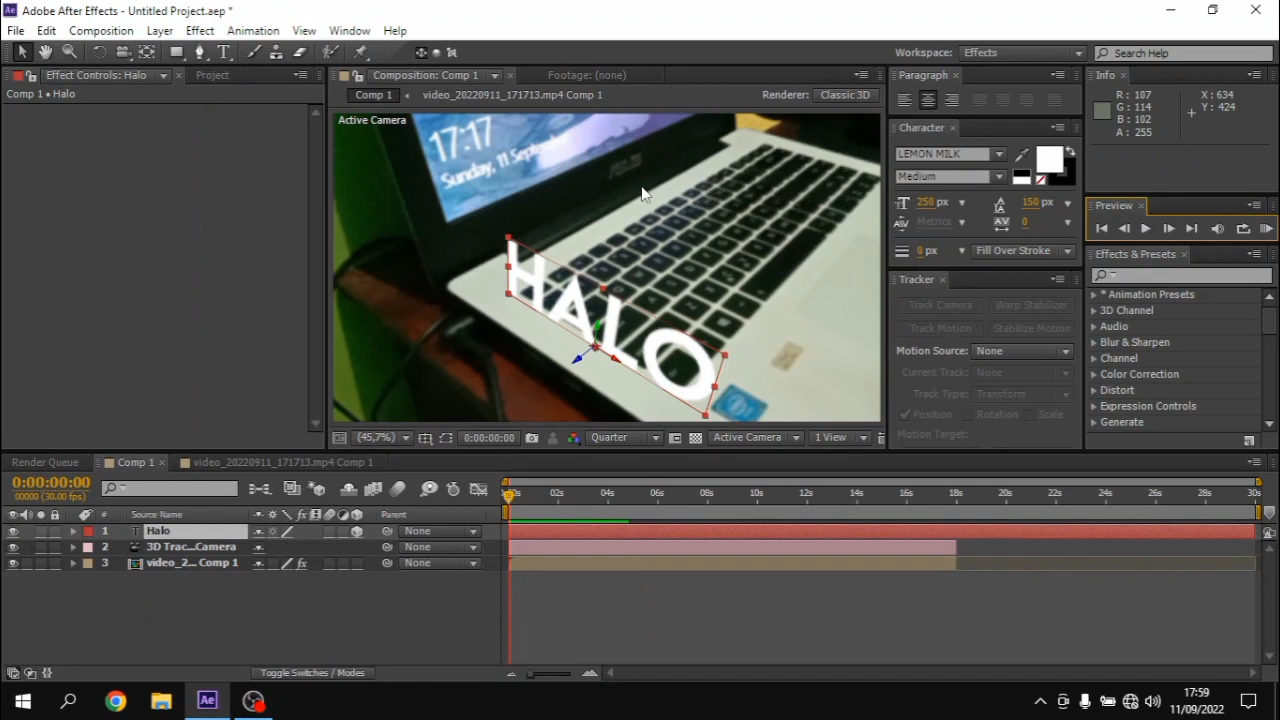 Adobe After Effects - Untitled Project.aep *
File Edit Composition Layer Effect Animation View Window Help
Workspace: Effects Search Help
Effect Controls: Halo Project
Comp 1 • Halo
Composition: Comp 1 Footage: (none)
Comp 1 video_20220911_171713.mp4 Comp 1 Renderer: Classic 3D
Active Camera
17:17
Sunday, 11 September
HALO
(45,7%) 0:00:00:00 Quarter Active Camera 1 View
Paragraph
Character
LEMON MILK
Medium
250 px 150 px
Metrics 0
0 px Fill Over Stroke
Tracker
Track Camera Warp Stabilizer
Track Motion Stabilize Motion
Motion Source: None
Current Track: None
Track Type: Transform
Position Rotation Scale
Motion Target:
Info
R: 107 X: 634
G: 114 Y: 424
B: 102
A: 255
Preview
Effects & Presets
* Animation Presets
3D Channel
Audio
Blur & Sharpen
Channel
Color Correction
Distort
Expression Controls
Generate
Render Queue Comp 1 video_20220911_171713.mp4 Comp 1
0:00:00:00
00000 (30.00 fps)
# Source Name Parent
02s 04s 06s 08s 10s 12s 14s 16s 18s 20s 22s 24s 26s 28s 30s
1 T Halo None
2 3D Trac...Camera None
3 video_2... Comp 1 None
Toggle Switches / Modes
Ae
17:59
11/09/2022